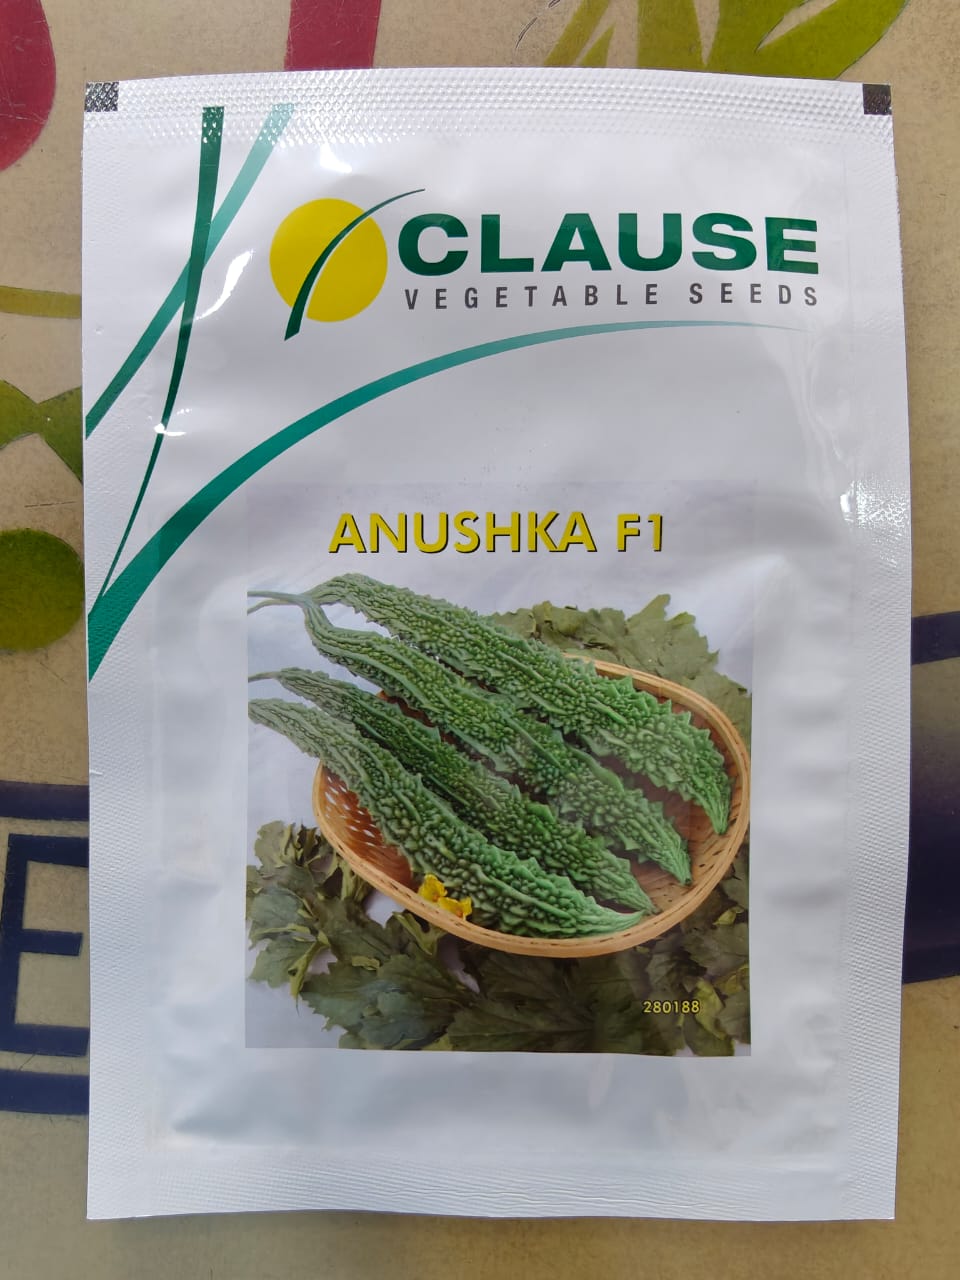 CLAUSE
VEGETABLE SEEDS
ANUSHKA F1
280188
E